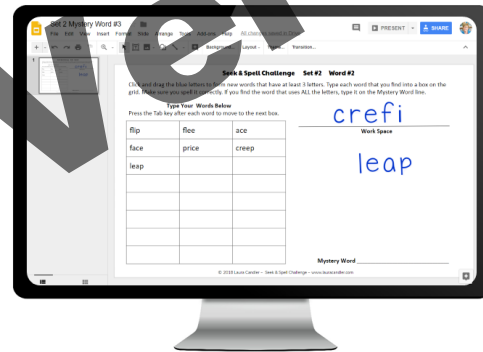 Set 2 Mystery Word #3
File Edit View Insert Format Slide Arrange Tools Add-ons Help All changes saved in Drive
PRESENT SHARE
Background... Layout Theme... Transition...
1
Seek & Spell Challenge Set #2 Word #2
Click and drag the blue letters to form new words that have at least 3 letters. Type each word that you find into a box on the
grid. Make sure you spell it correctly. If you find the word that uses ALL the letters, type it on the Mystery Word line.
Type Your Words Below
Press the Tab key after each word to move to the next box.
crefi
Work Space
flip flee ace
face price creep
leap
leap
Mystery Word
© 2018 Laura Candler - Seek & Spell Challenge - www.lauracandler.com